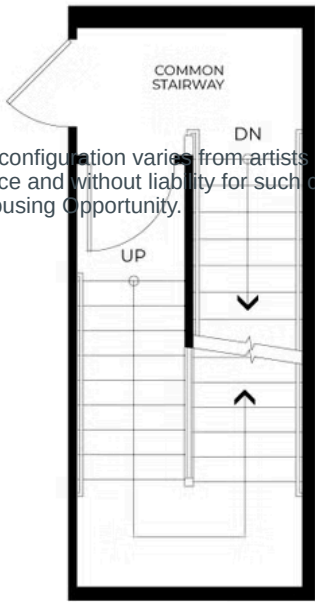 COMMON
STAIRWAY
DN
configuration varies from artists
ce and without liability for such
ousing Opportunity.
UP